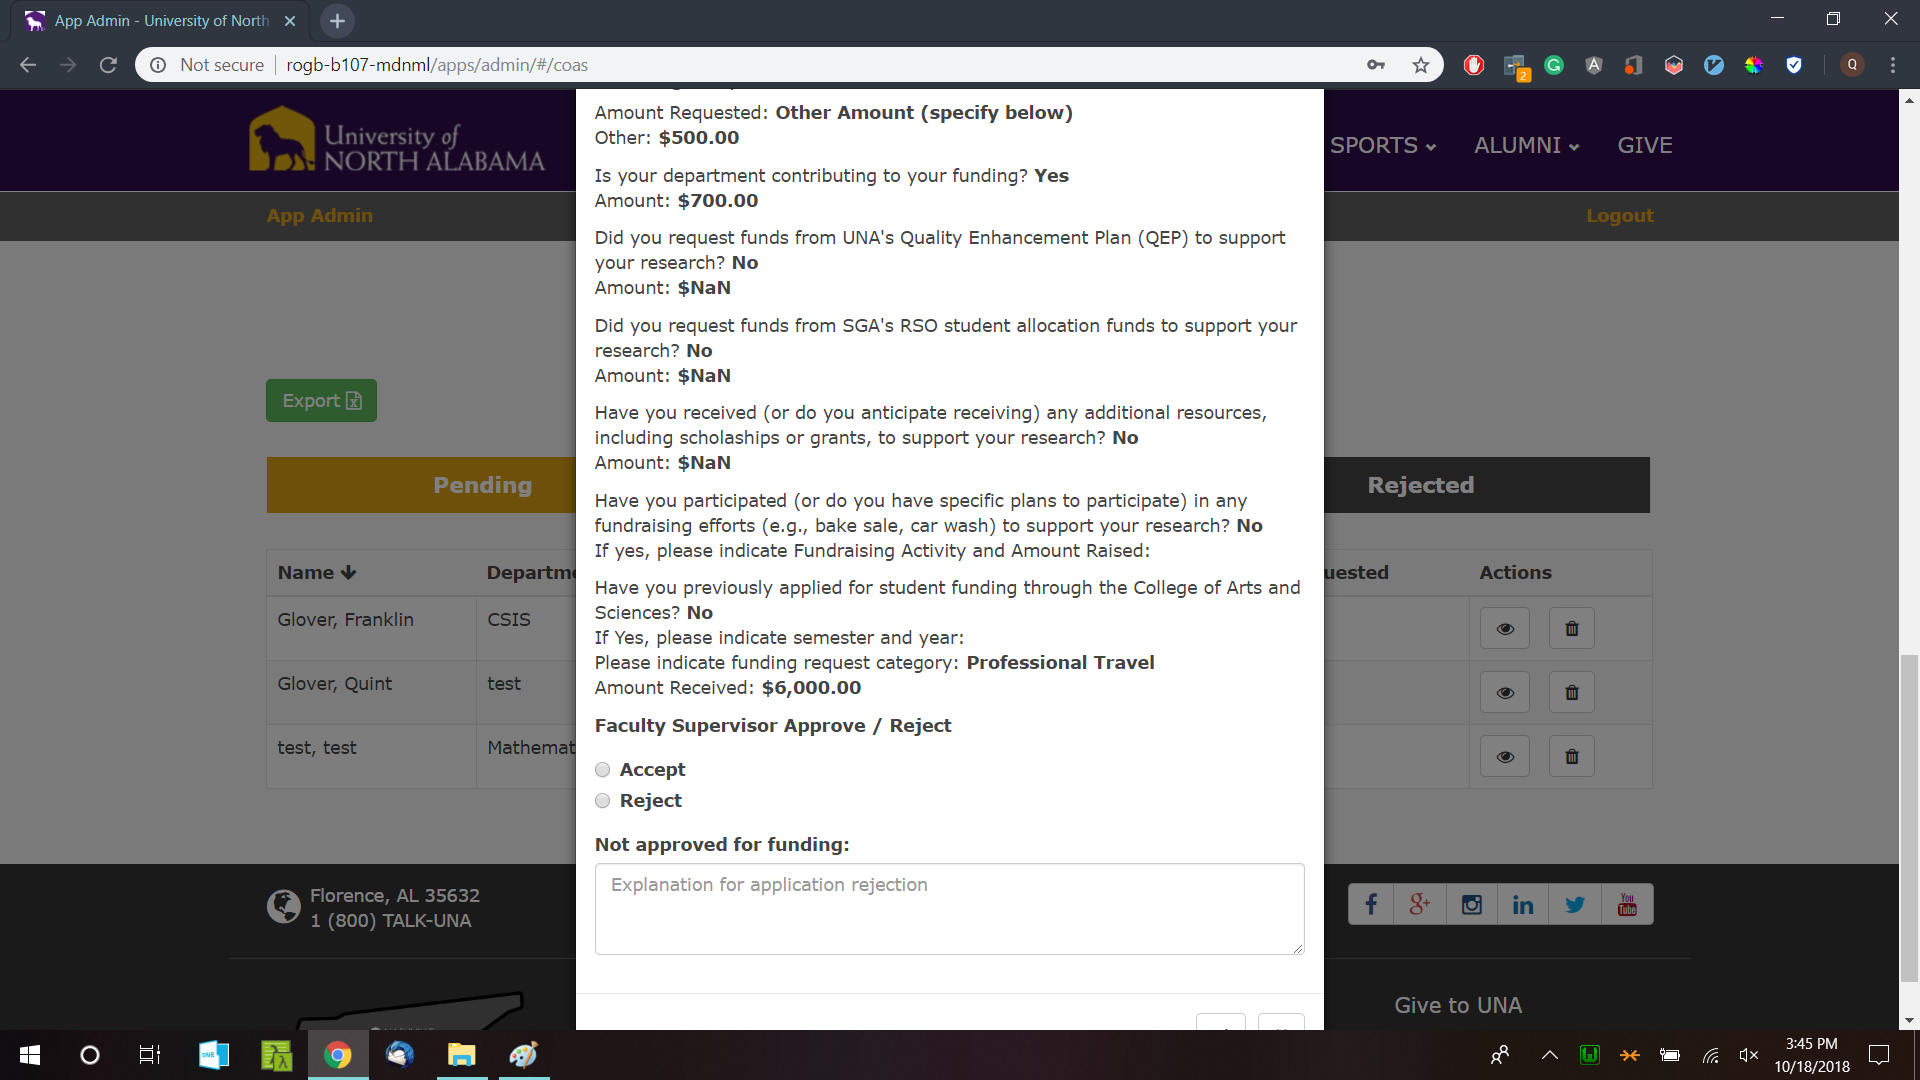 App Admin - University of North
Not secure
rogb-b107-mdnml/apps/admin/#/coas
2
Q
University of
NORTH ALABAMA
SPORTS
ALUMNI
GIVE
App Admin
Logout
Export
Pending
Rejected
Name
Departme
uested
Actions
Glover, Franklin
CSIS
Glover, Quint
test
test, test
Mathemat
Amount Requested: Other Amount (specify below)
Other: $500.00
Is your department contributing to your funding? Yes
Amount: $700.00
Did you request funds from UNA's Quality Enhancement Plan (QEP) to support
your research? No
Amount: $NaN
Did you request funds from SGA's RSO student allocation funds to support your
research? No
Amount: $NaN
Have you received (or do you anticipate receiving) any additional resources,
including scholaships or grants, to support your research? No
Amount: $NaN
Have you participated (or do you have specific plans to participate) in any
fundraising efforts (e.g., bake sale, car wash) to support your research? No
If yes, please indicate Fundraising Activity and Amount Raised:
Have you previously applied for student funding through the College of Arts and
Sciences? No
If Yes, please indicate semester and year:
Please indicate funding request category: Professional Travel
Amount Received: $6,000.00
Faculty Supervisor Approve / Reject
Accept
Reject
Not approved for funding:
Explanation for application rejection
Florence, AL 35632
1 (800) TALK-UNA
You
Tube
Give to UNA
3:45 PM
10/18/2018